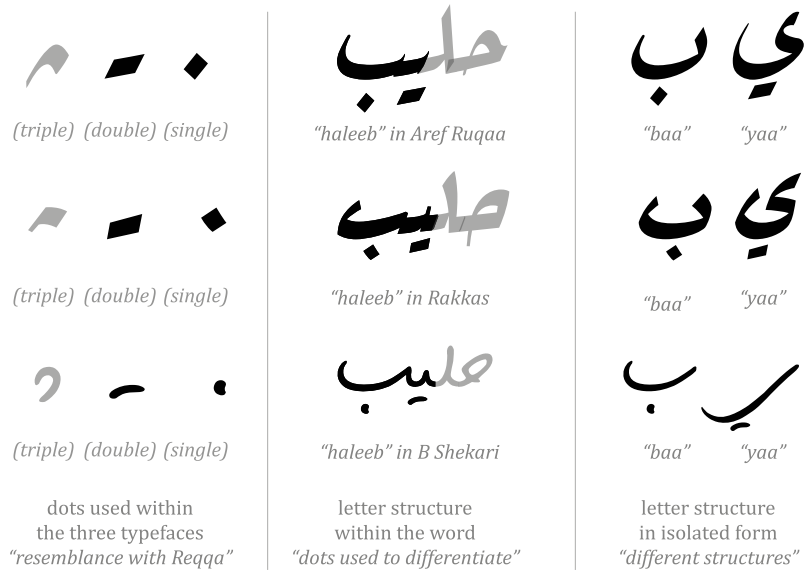 حليب ب ي
(triple) (double) (single) “haleeb” in Aref Ruqaa “baa” “yaa”
حليب ب ي
(triple) (double) (single) “haleeb” in Rakkas “baa” “yaa”
حليب ب ي
(triple) (double) (single) “haleeb” in B Shekari “baa” “yaa”
dots used within
the three typefaces
“resemblance with Reqqa”
letter structure
within the word
“dots used to differentiate”
letter structure
in isolated form
“different structures”